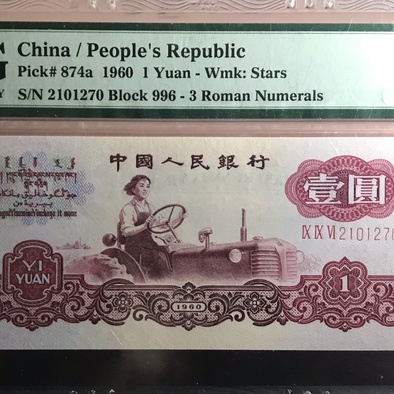 China / People's Republic
Pick# 874a 1960 1 Yuan - Wmk: Stars
S/N 2101270 Block 996 - 3 Roman Numerals
中國人民銀行
壹圓
IX IX VI 2101270
YI
YUAN
1960
1